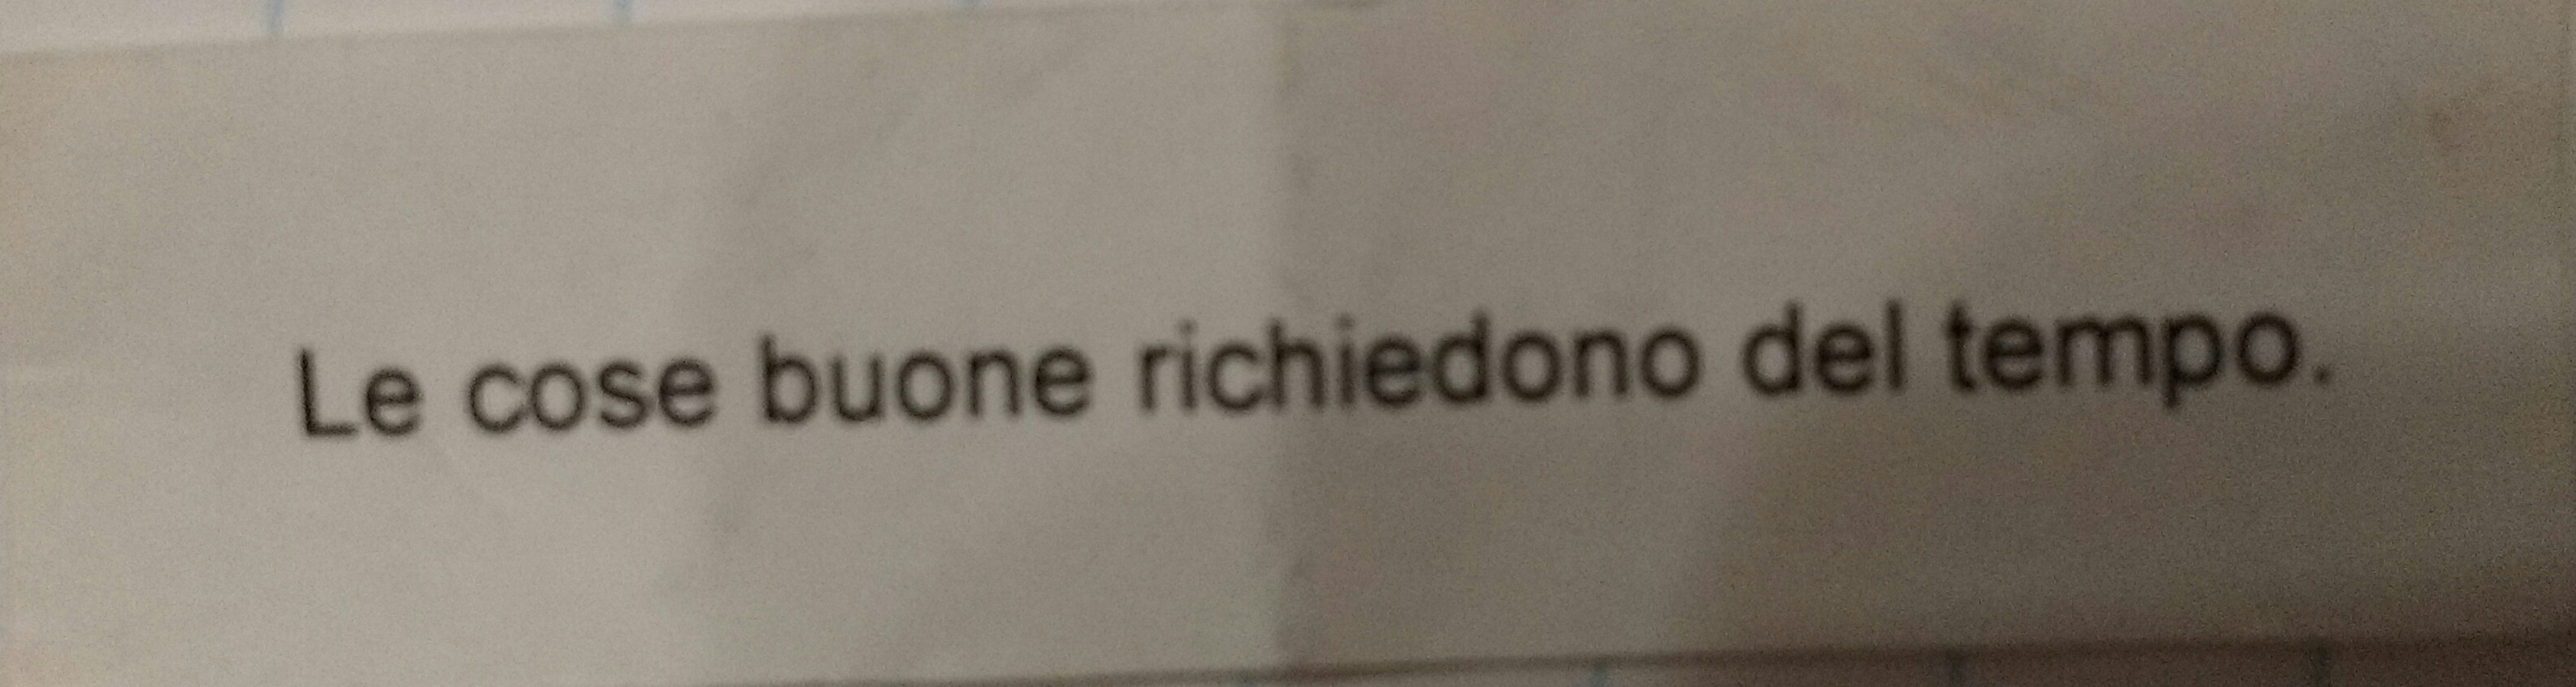 Le cose buone richiedono del tempo.